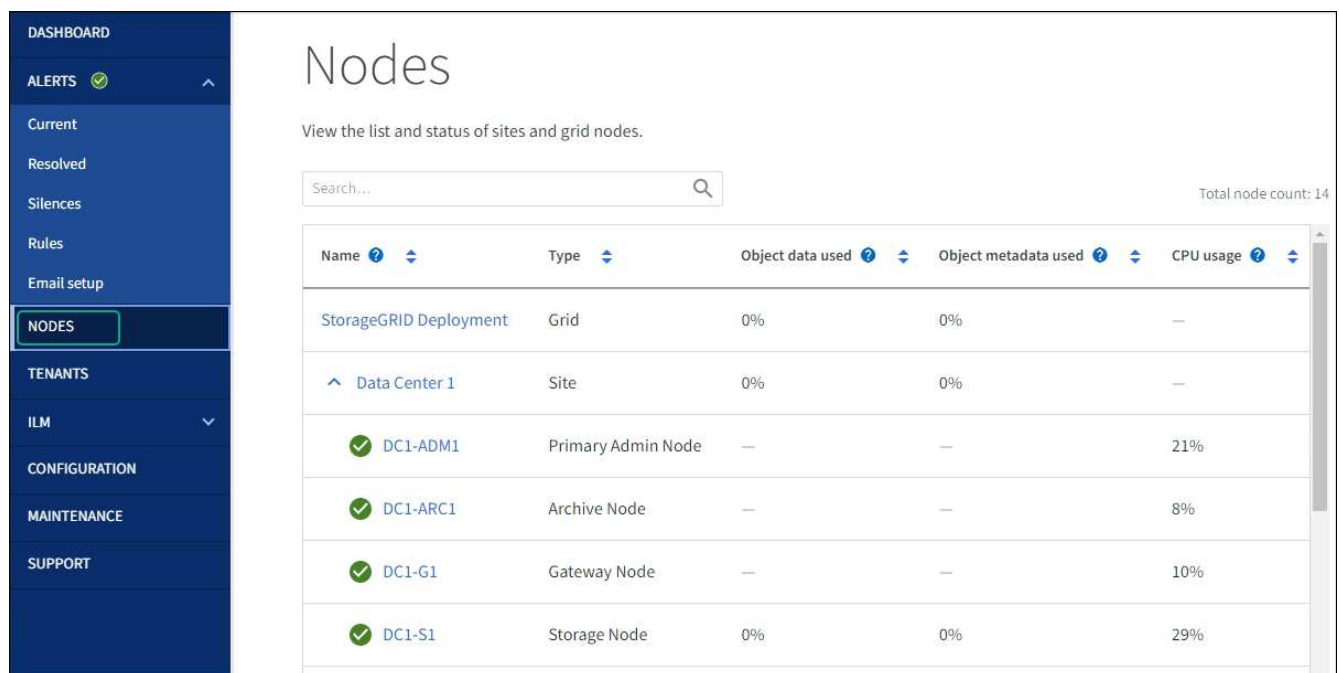 DASHBOARD
ALERTS
Current
Resolved
Silences
Rules
Email setup
NODES
TENANTS
ILM
CONFIGURATION
MAINTENANCE
SUPPORT
Nodes
View the list and status of sites and grid nodes.
Search...
Total node count: 14
Name ? Type Object data used ? Object metadata used ? CPU usage ?
StorageGRID Deployment Grid 0% 0% —
Data Center 1 Site 0% 0% —
DC1-ADM1 Primary Admin Node — — 21%
DC1-ARC1 Archive Node — — 8%
DC1-G1 Gateway Node — — 10%
DC1-S1 Storage Node 0% 0% 29%